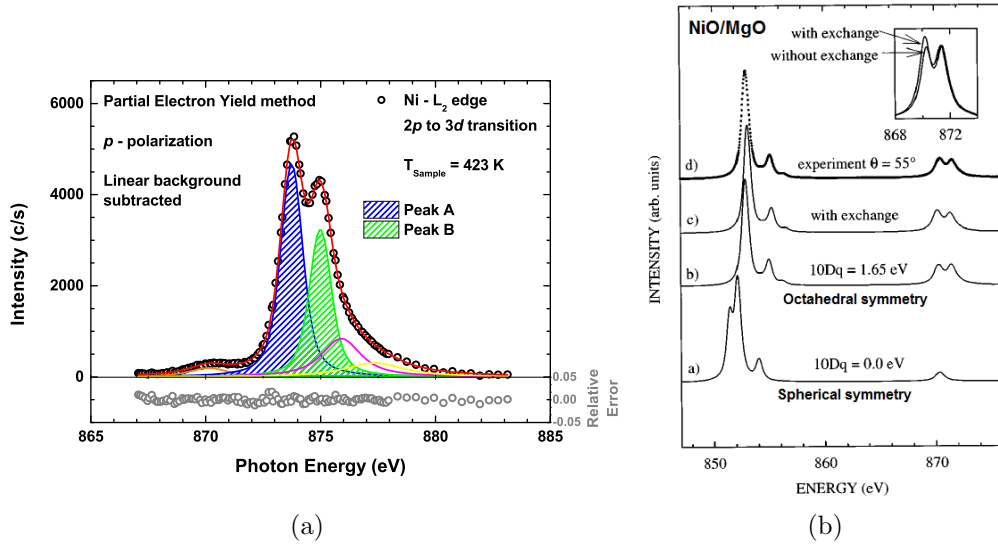 Partial Electron Yield method
p - polarization
Linear background
subtracted
Ni - L2 edge
2p to 3d transition
TSample = 423 K
Peak A
Peak B
Intensity (c/s)
6000
4000
2000
0
0.05
0.00
-0.05
Relative
Error
865 870 875 880 885
Photon Energy (eV)
(a)
NiO/MgO
with exchange
without exchange
868 872
d)
experiment θ = 55°
c)
with exchange
b)
10Dq = 1.65 eV
Octahedral symmetry
a)
10Dq = 0.0 eV
Spherical symmetry
INTENSITY (arb. units)
850 860 870
ENERGY (eV)
(b)